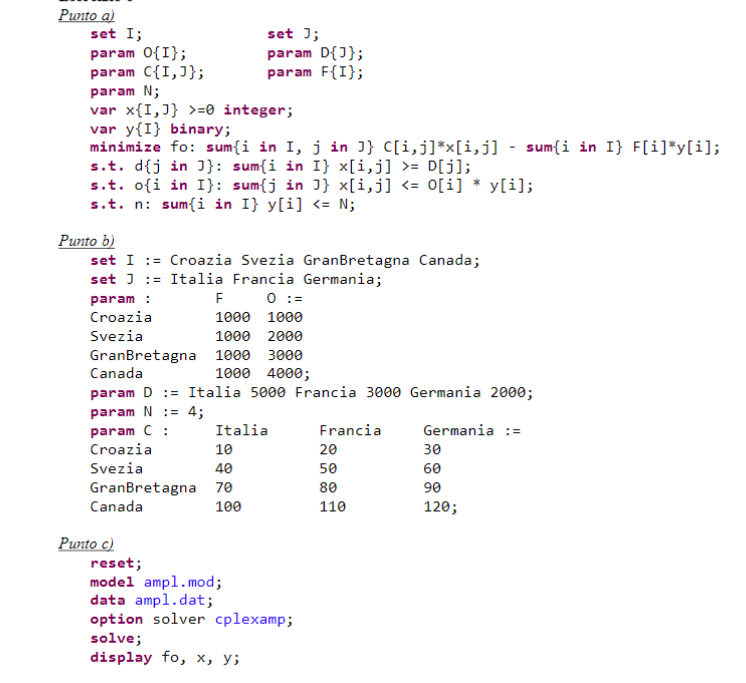 Punto a)
set I; set J;
param O{I}; param D{J};
param C{I,J}; param F{I};
param N;
var x{I,J} >=0 integer;
var y{I} binary;
minimize fo: sum{i in I, j in J} C[i,j]*x[i,j] - sum{i in I} F[i]*y[i];
s.t. d{j in J}: sum{i in I} x[i,j] >= D[j];
s.t. o{i in I}: sum{j in J} x[i,j] <= O[i] * y[i];
s.t. n: sum{i in I} y[i] <= N;
Punto b)
set I := Croazia Svezia GranBretagna Canada;
set J := Italia Francia Germania;
param : F O :=
Croazia 1000 1000
Svezia 1000 2000
GranBretagna 1000 3000
Canada 1000 4000;
param D := Italia 5000 Francia 3000 Germania 2000;
param N := 4;
param C : Italia Francia Germania :=
Croazia 10 20 30
Svezia 40 50 60
GranBretagna 70 80 90
Canada 100 110 120;
Punto c)
reset;
model ampl.mod;
data ampl.dat;
option solver cplexamp;
solve;
display fo, x, y;